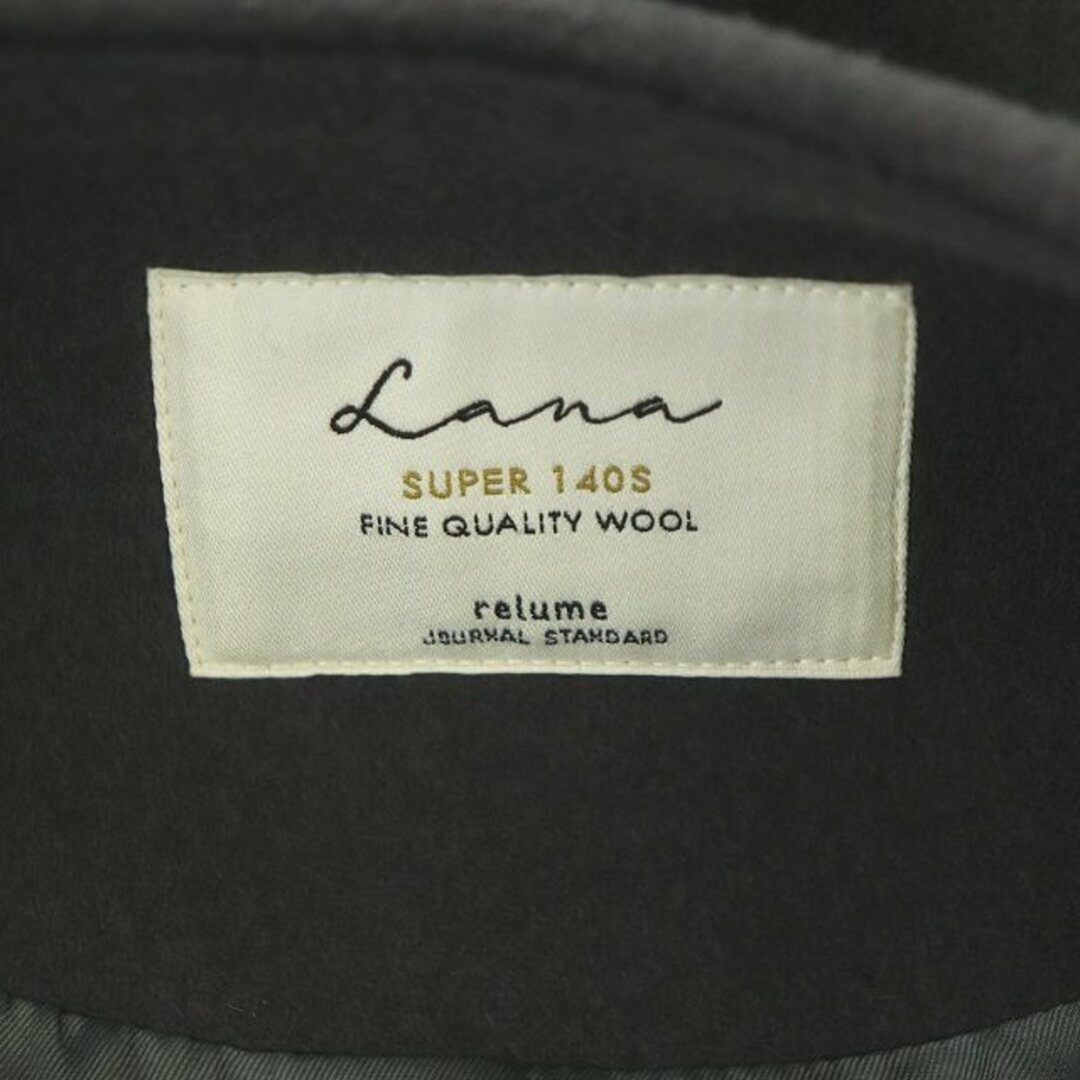 Lana
SUPER 140S
FINE QUALITY WOOL
relume
JOURNAL STANDARD